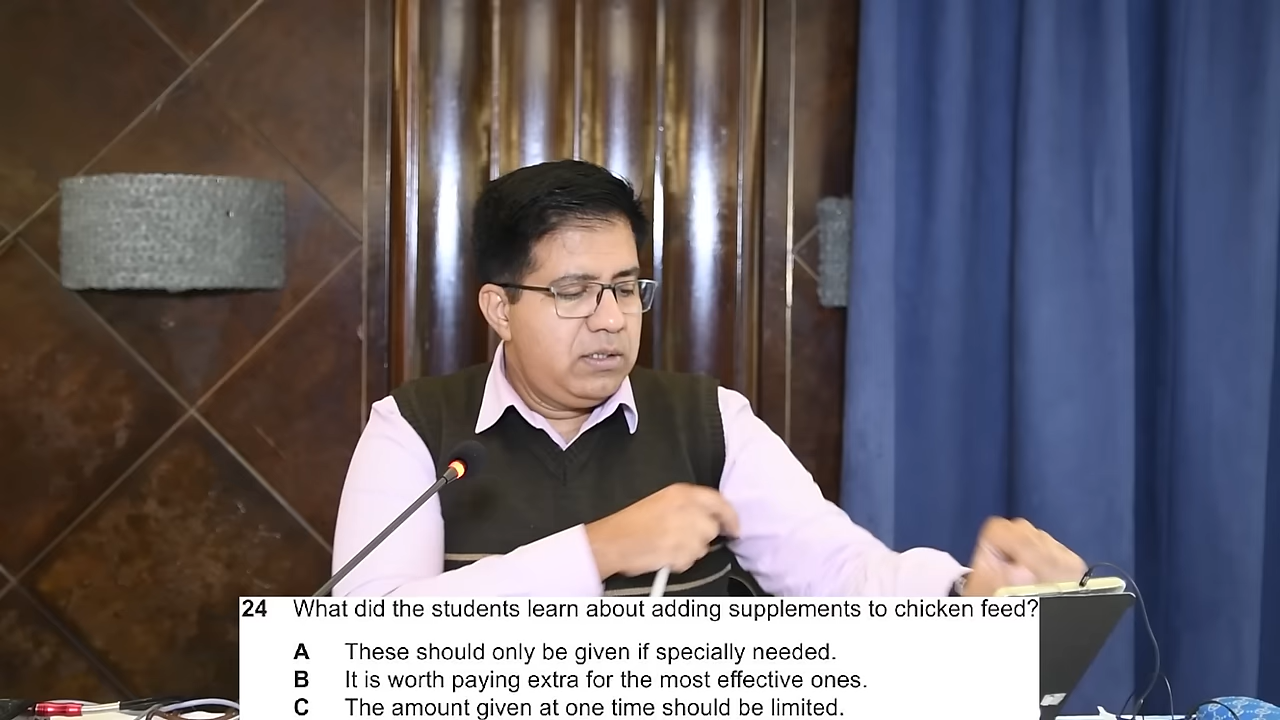 24 What did the students learn about adding supplements to chicken feed?
A These should only be given if specially needed.
B It is worth paying extra for the most effective ones.
C The amount given at one time should be limited.